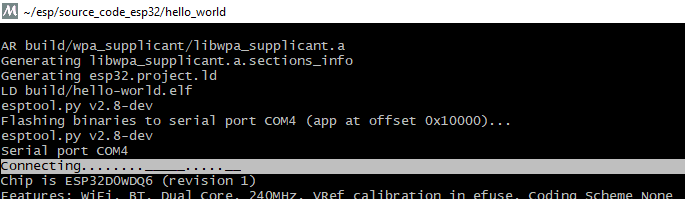 ~/esp/source_code_esp32/hello_world
AR build/wpa_supplicant/libwpa_supplicant.a
Generating libwpa_supplicant.a.sections_info
Generating esp32.project.ld
LD build/hello-world.elf
esptool.py v2.8-dev
Flashing binaries to serial port COM4 (app at offset 0x10000)...
esptool.py v2.8-dev
Serial port COM4
Connecting........_____.....__
Chip is ESP32D0WDQ6 (revision 1)
Features: WiFi, BT, Dual Core, 240MHz, VRef calibration in efuse, Coding Scheme None